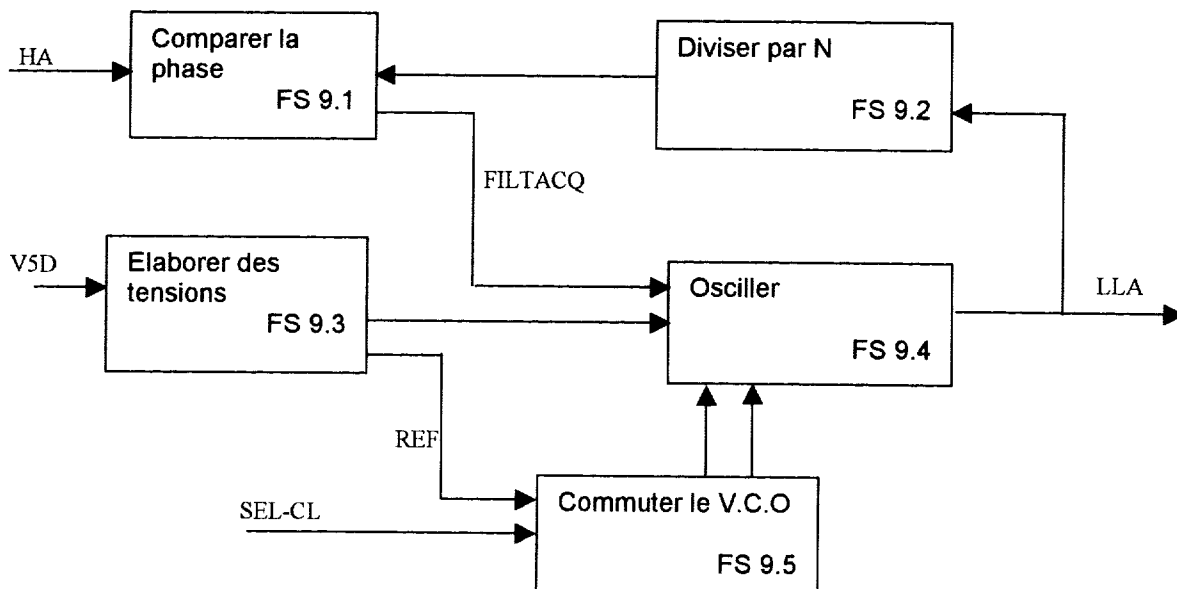 Comparer la
phase
FS 9.1
HA
Diviser par N
FS 9.2
FILTACQ
V5D
Elaborer des
tensions
FS 9.3
Osciller
FS 9.4
LLA
REF
SEL-CL
Commuter le V.C.O
FS 9.5